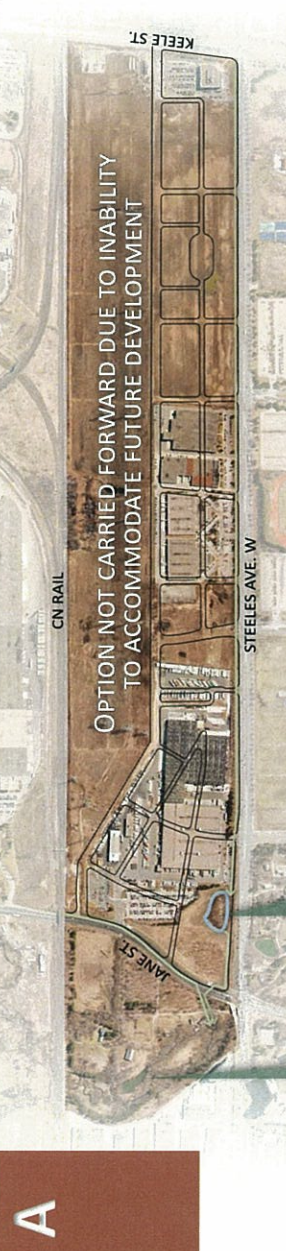 A
CN RAIL
OPTION NOT CARRIED FORWARD DUE TO INABILITY
TO ACCOMMODATE FUTURE DEVELOPMENT
JANE ST.
KEELE ST.
STEELES AVE. W